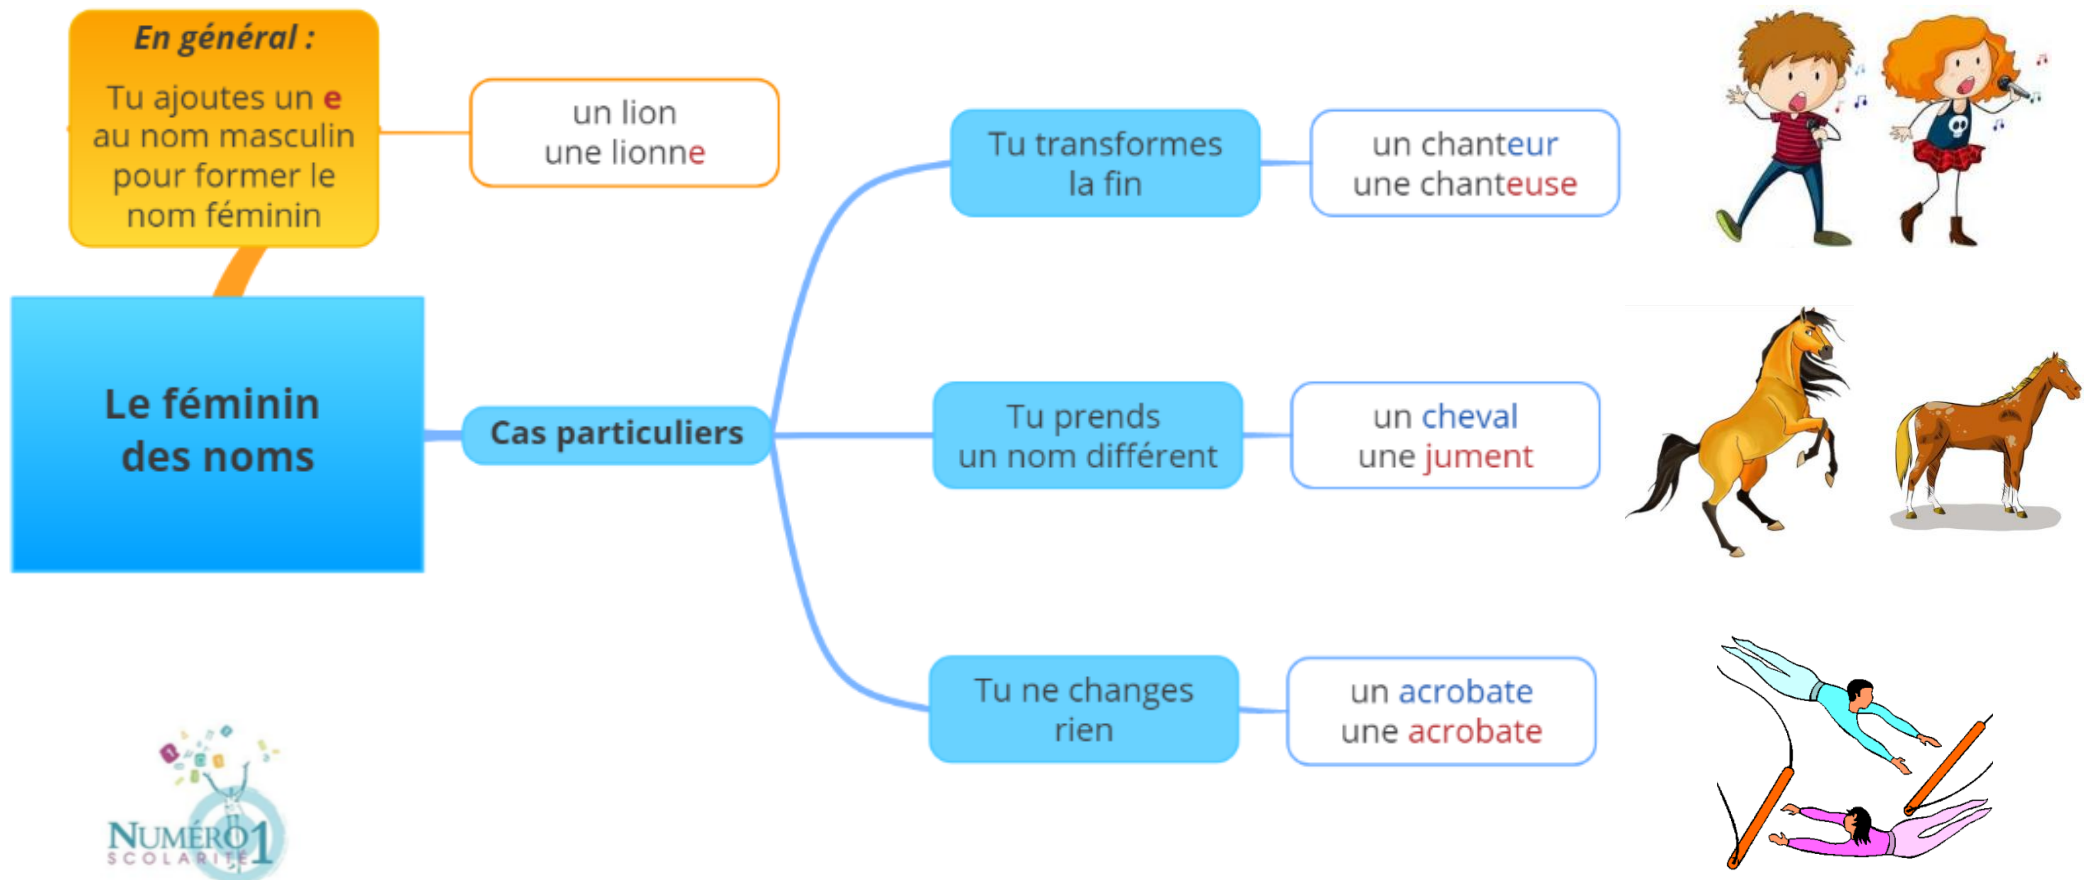 En général :
Tu ajoutes un e
au nom masculin
pour former le
nom féminin
un lion
une lionne
Le féminin
des noms
Cas particuliers
Tu transformes
la fin
un chanteur
une chanteuse
Tu prends
un nom différent
un cheval
une jument
Tu ne changes
rien
un acrobate
une acrobate
NUMÉRO1
SCOLARITÉ